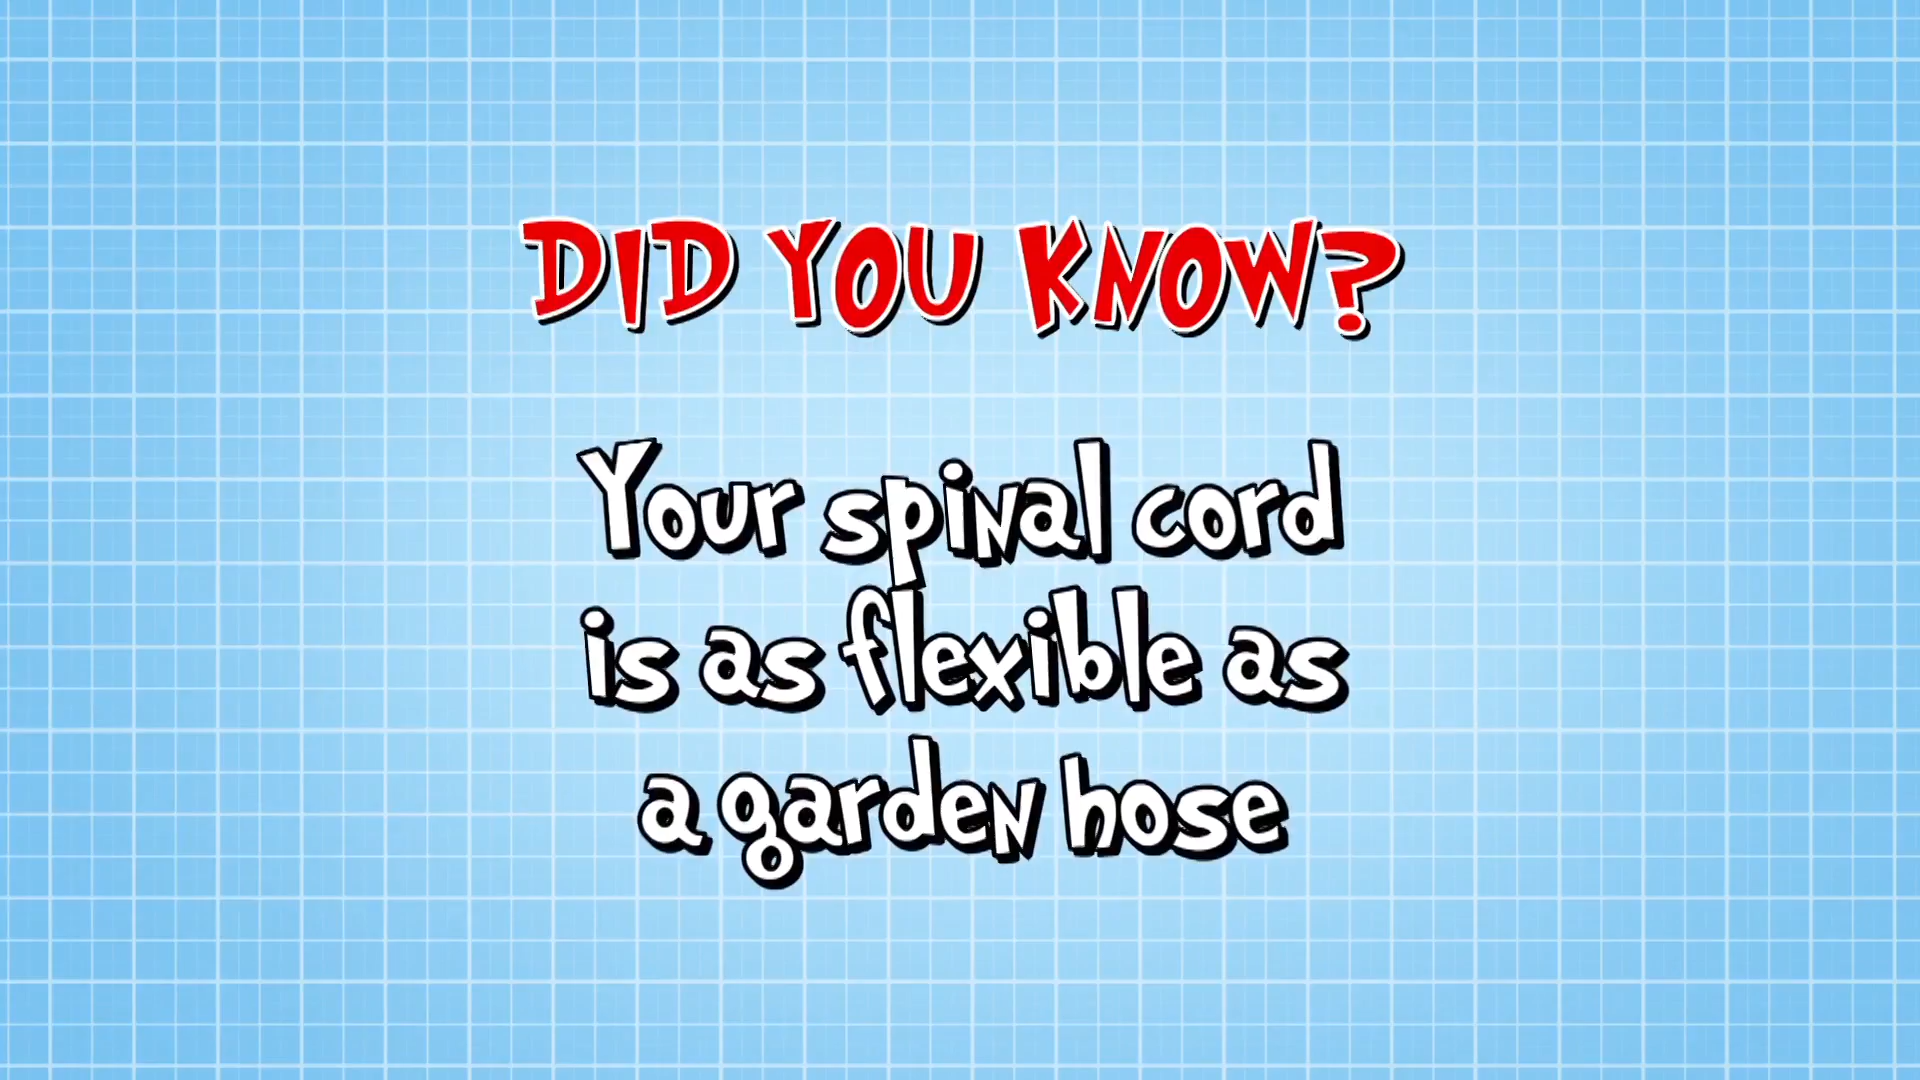 DID YOU KNOW?
Your spinal cord
is as flexible as
a garden hose